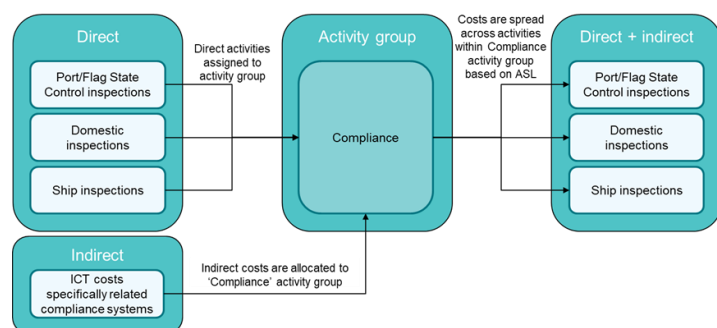 Direct
Port/Flag State
Control inspections
Domestic
inspections
Ship inspections
Indirect
ICT costs
specifically related
compliance systems
Direct activities
assigned to
activity group
Indirect costs are allocated to
‘Compliance’ activity group
Activity group
Compliance
Costs are spread
across activities
within Compliance
activity group
based on ASL
Direct + indirect
Port/Flag State
Control inspections
Domestic
inspections
Ship inspections